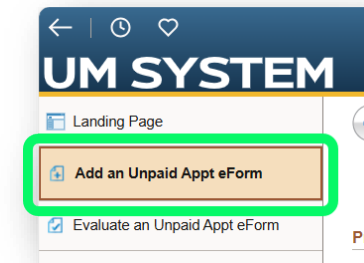 UM SYSTEM
Landing Page
Add an Unpaid Appt eForm
Evaluate an Unpaid Appt eForm
P